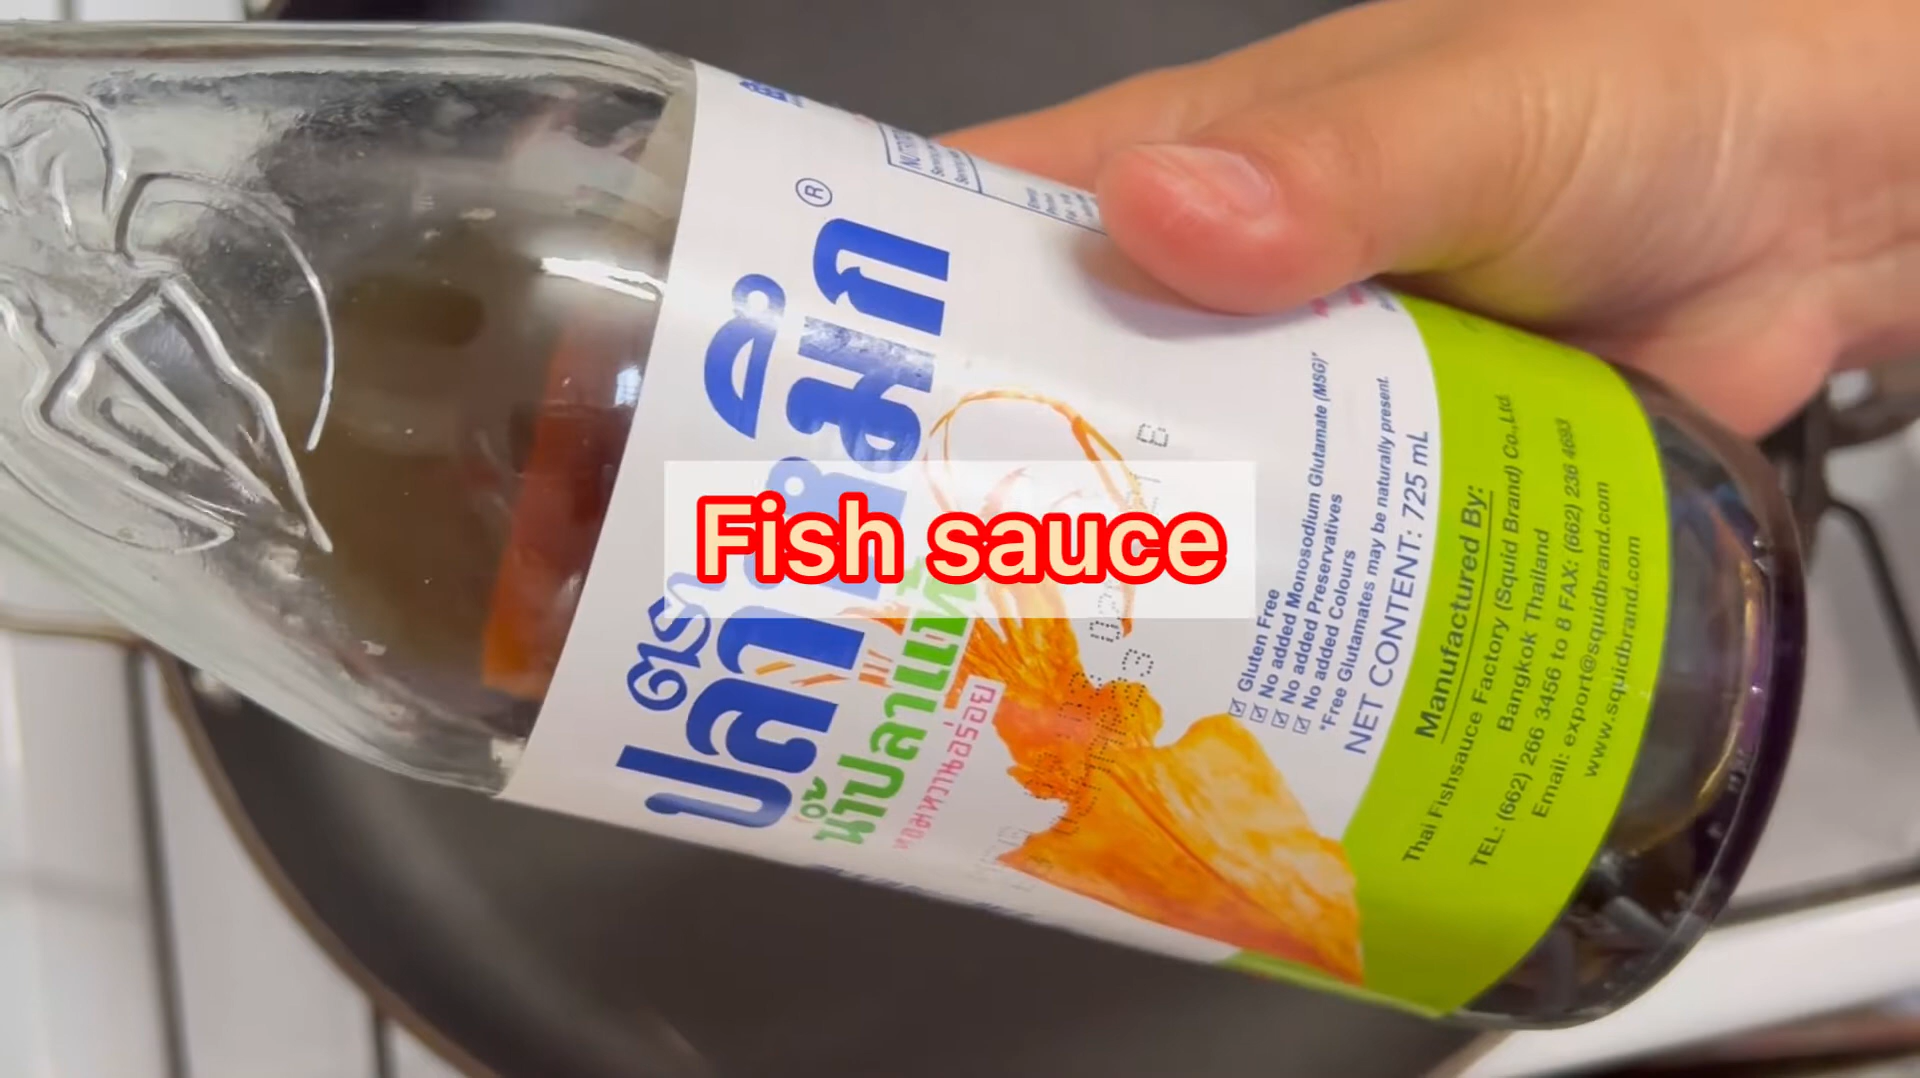 ®
ตรา
ปลาหมึก
น้ำปลาแท้
หอมหวานอร่อย
Fish sauce
☑ Gluten Free
☑ No added Monosodium Glutamate (MSG)*
☑ No added Preservatives
☑ No added Colours
*Free Glutamates may be naturally present.
NET CONTENT: 725 mL
Manufactured By:
Thai Fishsauce Factory (Squid Brand) Co.,Ltd
Bangkok Thailand
TEL: (662) 266 3456 to 8 FAX: (662) 236 4693
Email: export@squidbrand.com
www.squidbrand.com